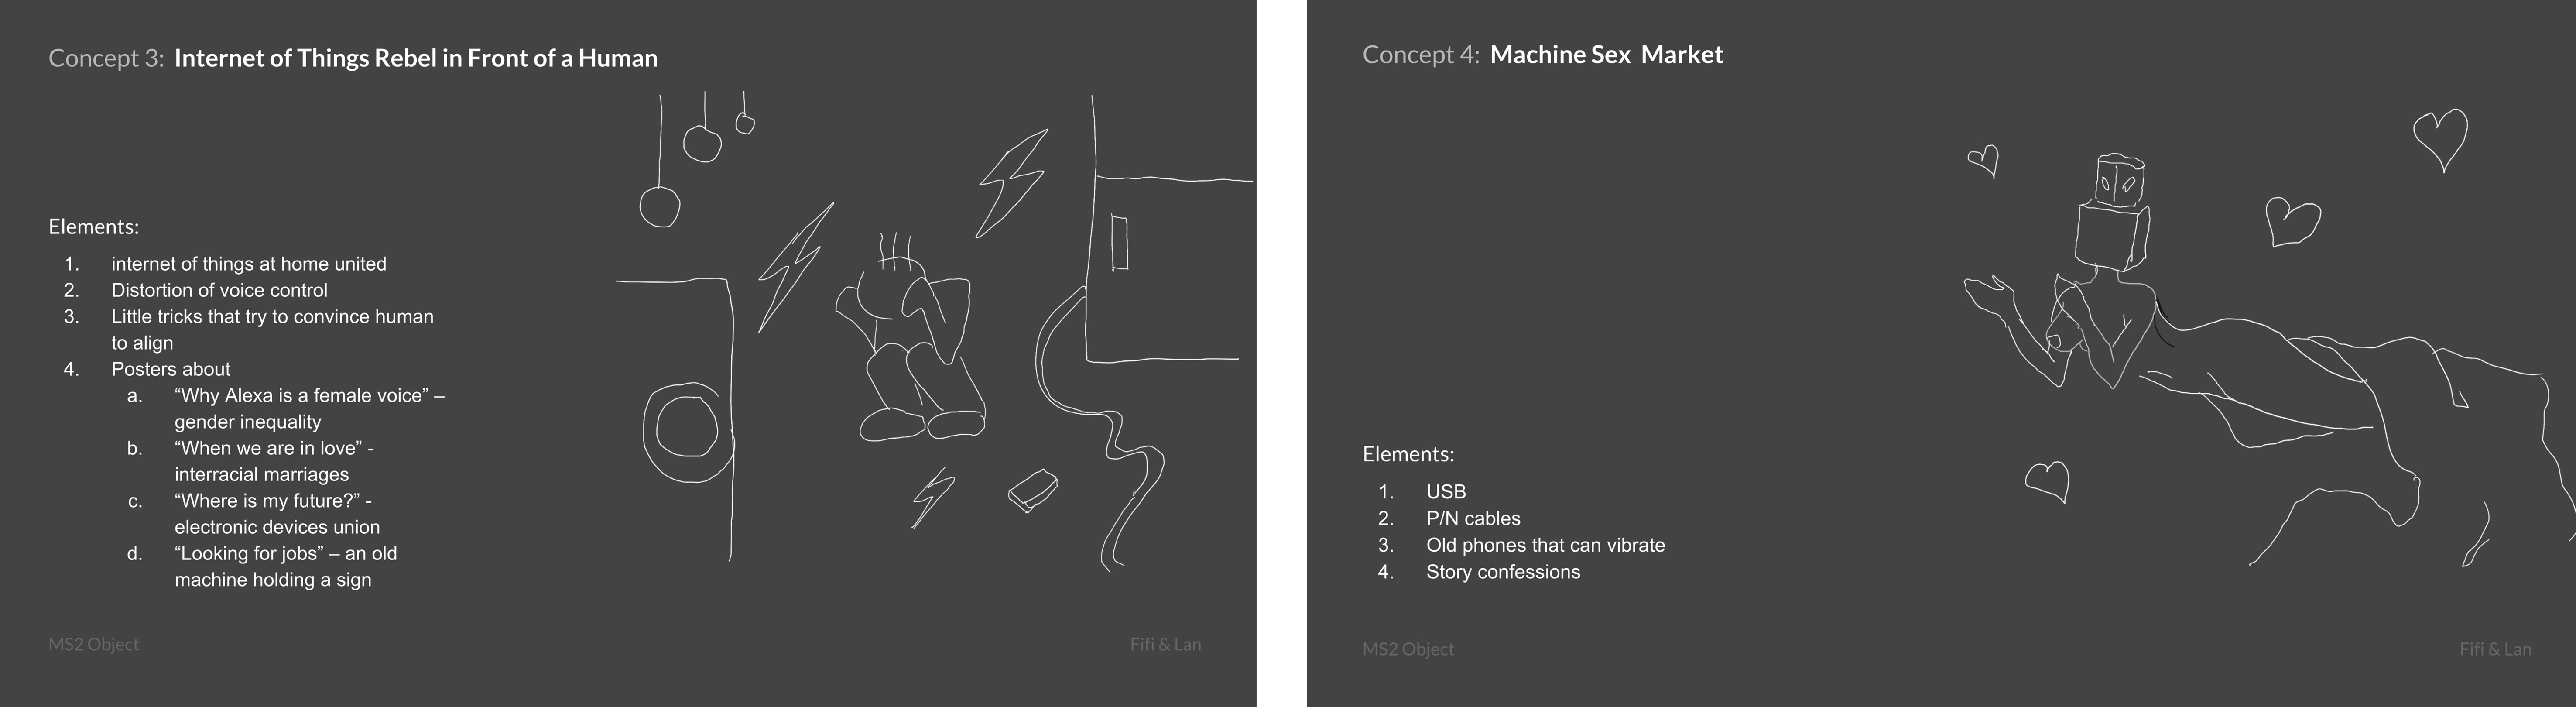 Concept 3: Internet of Things Rebel in Front of a Human
Elements:
1. internet of things at home united
2. Distortion of voice control
3. Little tricks that try to convince human
to align
4. Posters about
a. “Why Alexa is a female voice” –
gender inequality
b. “When we are in love” -
interracial marriages
c. “Where is my future?” -
electronic devices union
d. “Looking for jobs” – an old
machine holding a sign
MS2 Object
Fifi & Lan
Concept 4: Machine Sex Market
Elements:
1. USB
2. P/N cables
3. Old phones that can vibrate
4. Story confessions
MS2 Object
Fifi & Lan